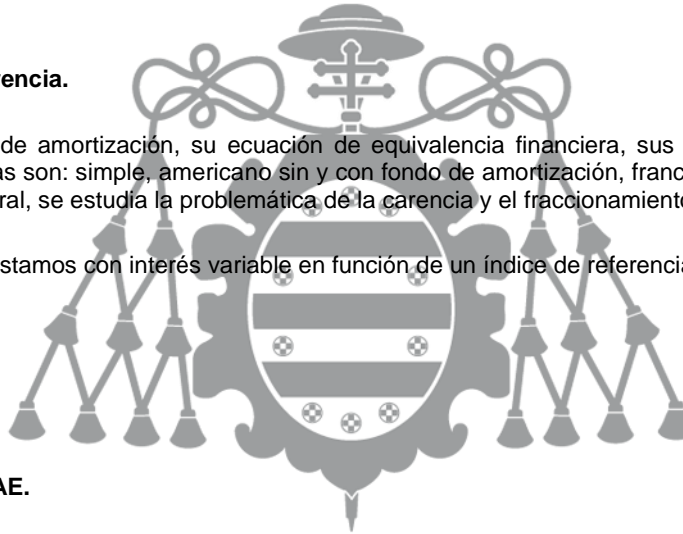 rencia.
de amortización, su ecuación de equivalencia financiera, sus
as son: simple, americano sin y con fondo de amortización, franc
ral, se estudia la problemática de la carencia y el fraccionamiento
stamos con interés variable en función de un índice de referencia
AE.